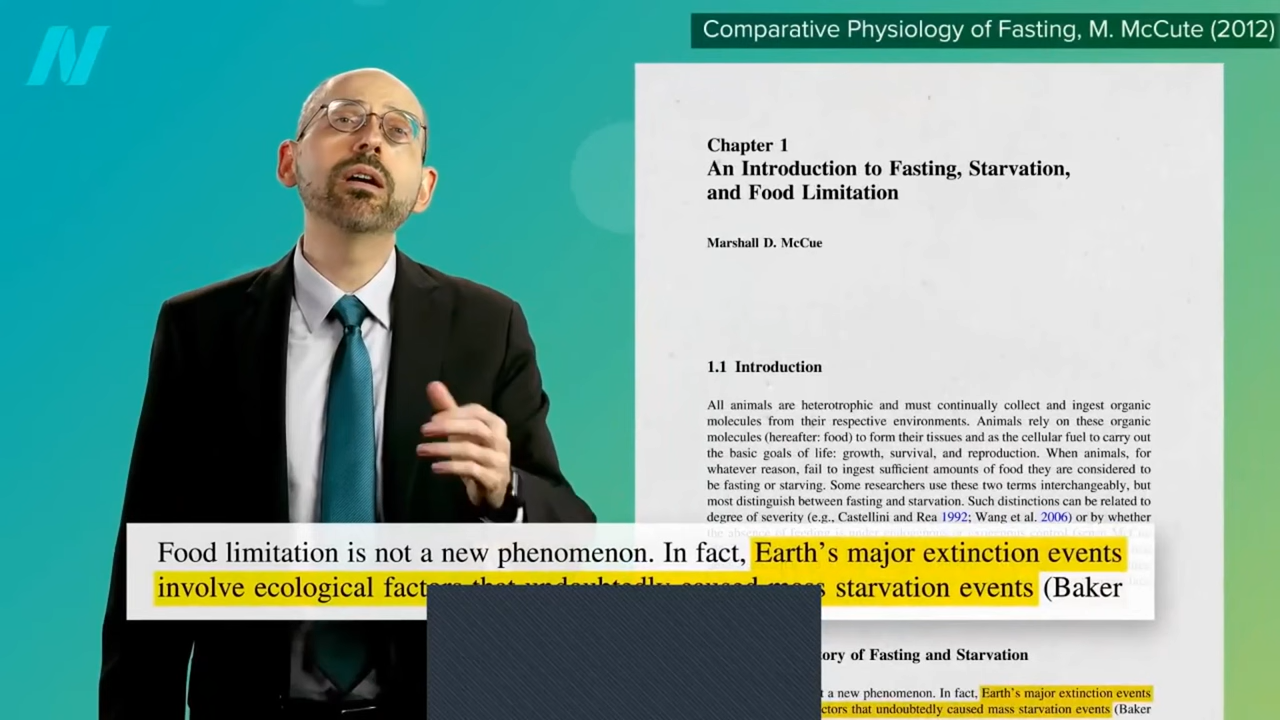 N
Comparative Physiology of Fasting, M. McCute (2012)
Chapter 1
An Introduction to Fasting, Starvation,
and Food Limitation
Marshall D. McCue
1.1 Introduction
All animals are heterotrophic and must continually collect and ingest organic
molecules from their respective environments. Animals rely on these organic
molecules (hereafter: food) to form their tissues and as the cellular fuel to carry out
the basic goals of life: growth, survival, and reproduction. When animals, for
whatever reason, fail to ingest sufficient amounts of food they are considered to
be fasting or starving. Some researchers use these two terms interchangeably, but
most distinguish between fasting and starvation. Such distinctions can be related to
degree of severity (e.g., Castellini and Rea 1992; Wang et al. 2006) or by whether
Food limitation is not a new phenomenon. In fact, Earth's major extinction events
involve ecological factors that undoubtedly caused mass starvation events (Baker
ory of Fasting and Starvation
t a new phenomenon. In fact, Earth's major extinction events
ctors that undoubtedly caused mass starvation events (Baker